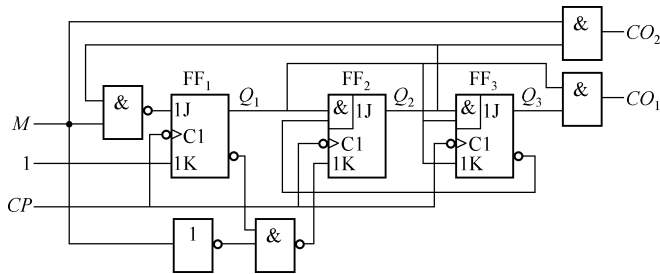 & CO₂
FF₁ Q₁ FF₂ Q₂ FF₃ Q₃ & CO₁
& 1J & 1J & 1J
M C1 C1 C1
1 1K 1K 1K
CP
1 &